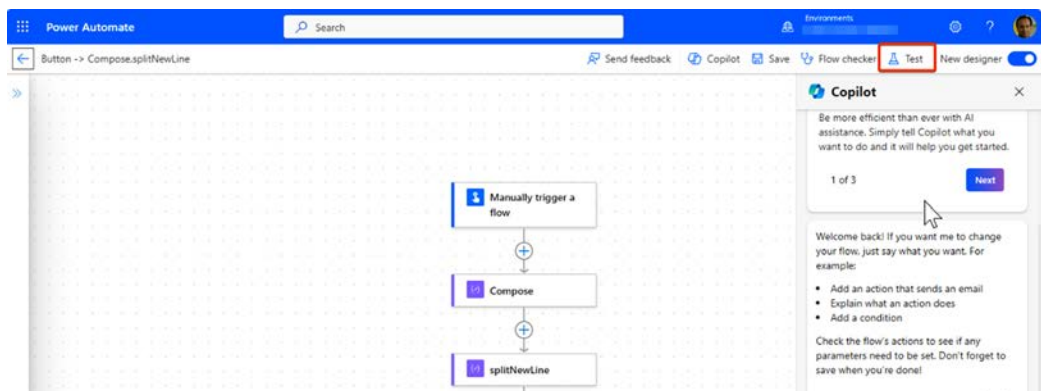 Power Automate
Search
Environments
?
Button -> Compose.splitNewLine
Send feedback
Copilot
Save
Flow checker
Test
New designer
Copilot
Be more efficient than ever with AI
assistance. Simply tell Copilot what you
want to do and it will help you get started.
1 of 3
Next
Manually trigger a
flow
Welcome back! If you want me to change
your flow, just say what you want. For
example:
• Add an action that sends an email
• Explain what an action does
• Add a condition
Compose
Check the flow's actions to see if any
parameters need to be set. Don't forget to
save when you're done!
splitNewLine